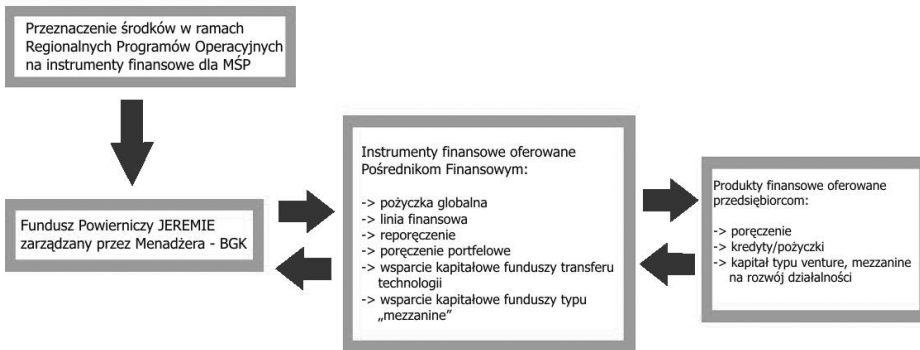 Przeznaczenie środków w ramach
Regionalnych Programów Operacyjnych
na instrumenty finansowe dla MŚP
Fundusz Powierniczy JEREMIE
zarządzany przez Menadżera - BGK
Instrumenty finansowe oferowane
Pośrednikom Finansowym:
-> pożyczka globalna
-> linia finansowa
-> reporęczenie
-> poręczenie portfelowe
-> wsparcie kapitałowe funduszy transferu
technologii
-> wsparcie kapitałowe funduszy typu
„mezzanine”
Produkty finansowe oferowane
przedsiębiorcom:
-> poręczenie
-> kredyty/pożyczki
-> kapitał typu venture, mezzanine
na rozwój działalności